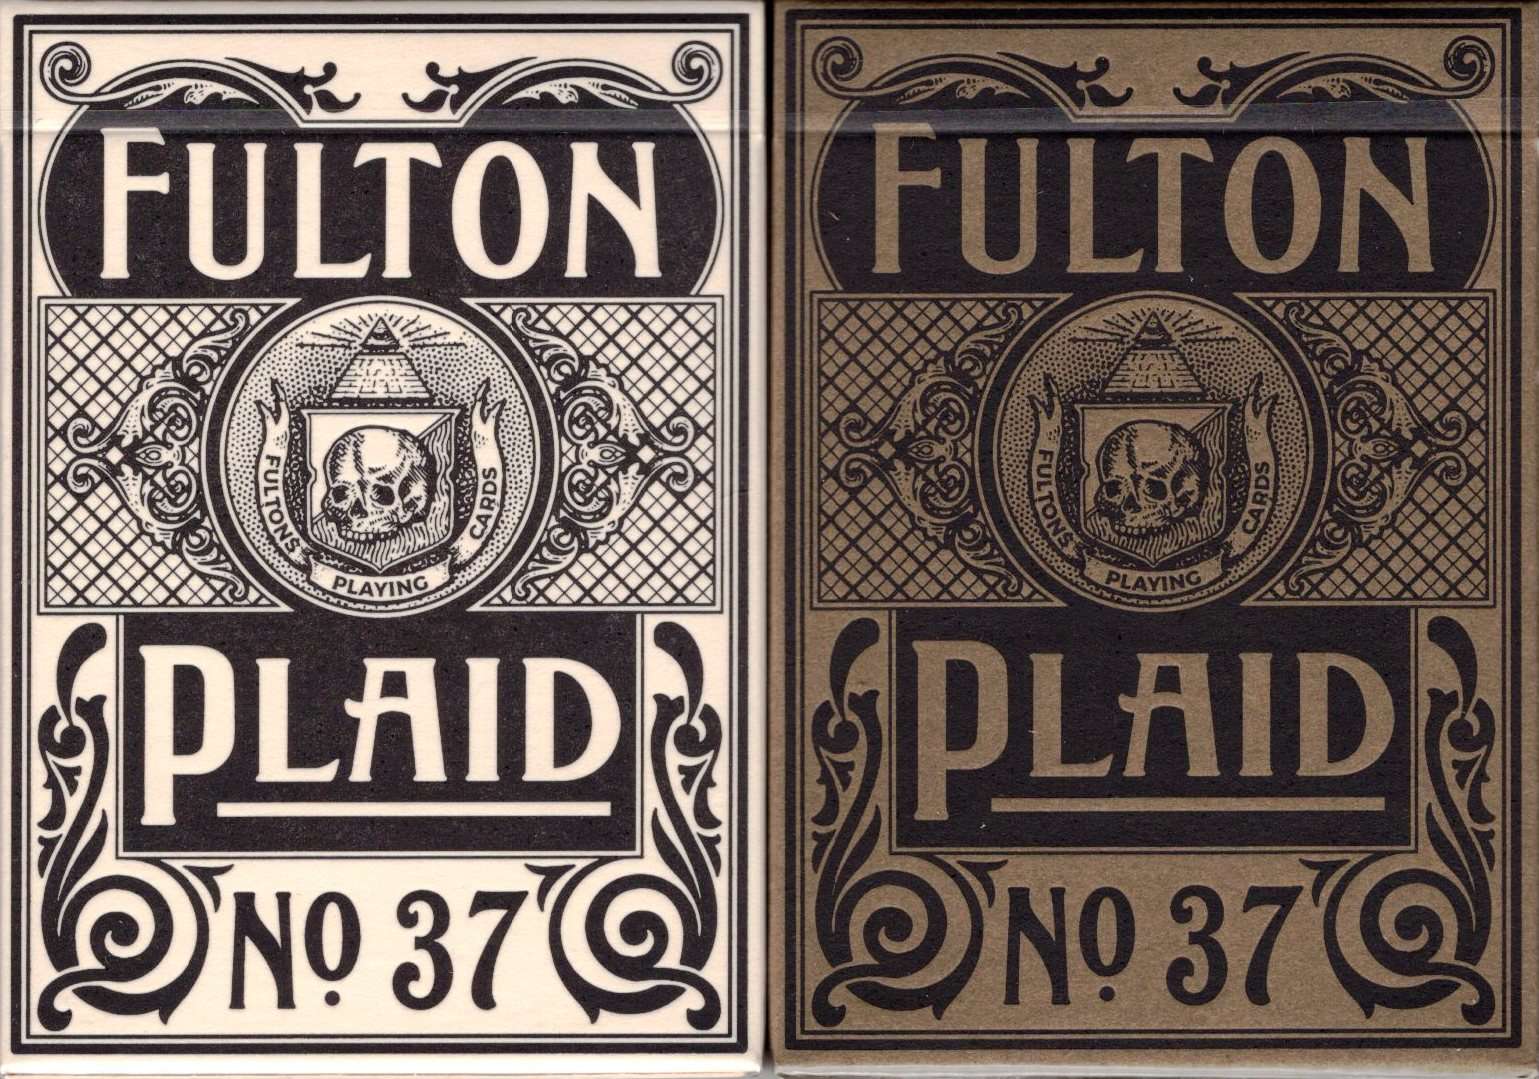 FULTON
FULTONS PLAYING CARDS
PLAID
No. 37
FULTON
FULTONS PLAYING CARDS
PLAID
No. 37